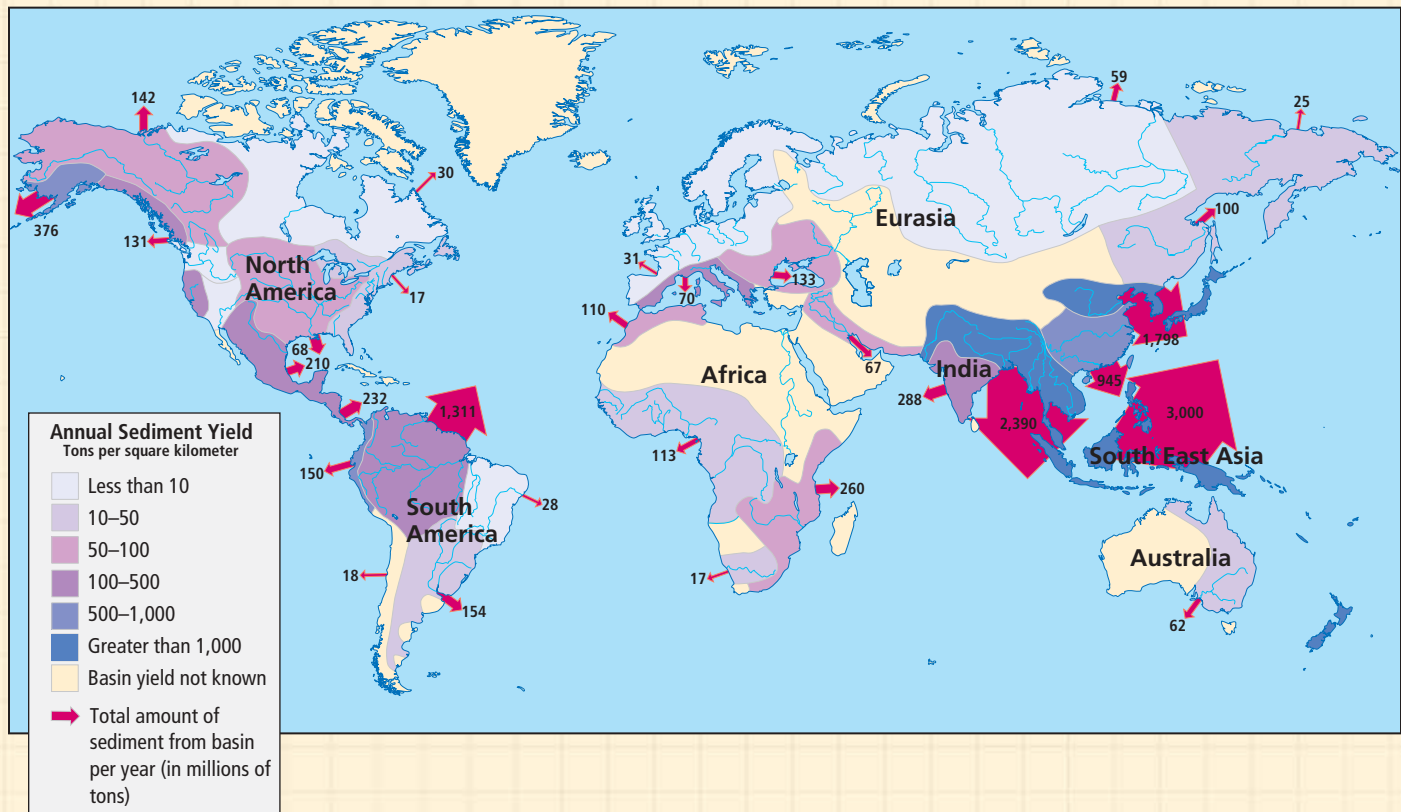 59
25
142
30
376
131
100
Eurasia
North
America
31
133
17
70
110
1,798
68
210
67
Africa
India
945
288
232
1,311
3,000
2,390
113
South East Asia
150
260
28
South
America
18
17
154
Australia
62
Annual Sediment Yield
Tons per square kilometer
Less than 10
10–50
50–100
100–500
500–1,000
Greater than 1,000
Basin yield not known
Total amount of
sediment from basin
per year (in millions of
tons)